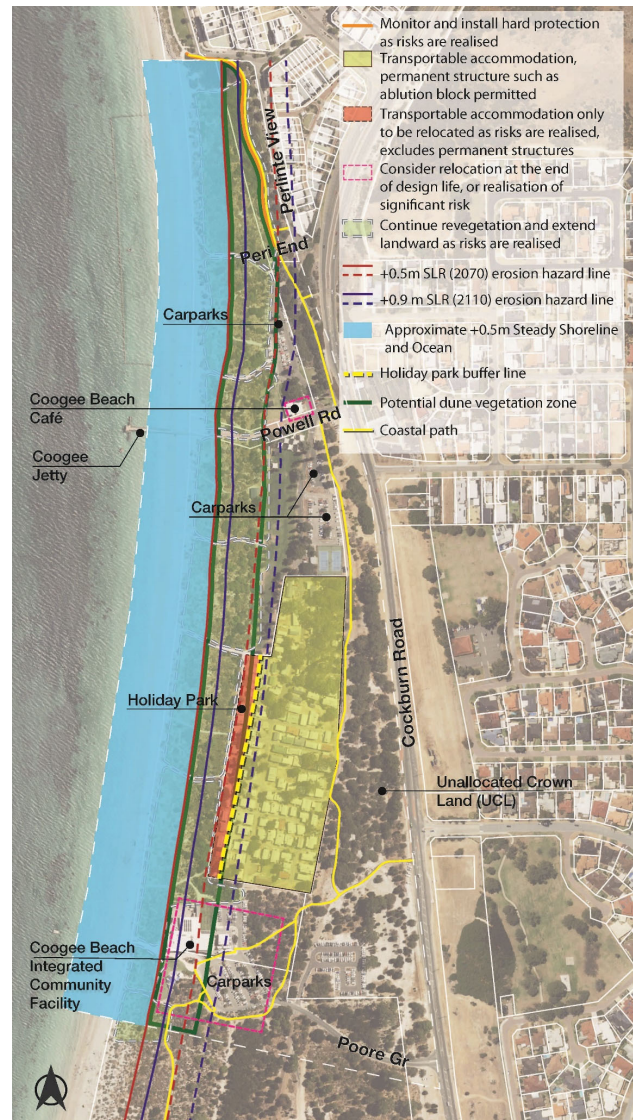 Monitor and install hard protection
as risks are realised
Transportable accommodation,
permanent structure such as
ablution block permitted
Transportable accommodation only
to be relocated as risks are realised,
excludes permanent structures
Consider relocation at the end
of design life, or realisation of
significant risk
Continue revegetation and extend
landward as risks are realised
+0.5m SLR (2070) erosion hazard line
+0.9 m SLR (2110) erosion hazard line
Approximate +0.5m Steady Shoreline
and Ocean
Holiday park buffer line
Potential dune vegetation zone
Coastal path
Perlinte View
Peri End
Carparks
Coogee Beach
Café
Powell Rd
Coogee
Jetty
Carparks
Cockburn Road
Holiday Park
Unallocated Crown
Land (UCL)
Coogee Beach
Integrated
Community
Facility
Carparks
Poore Gr